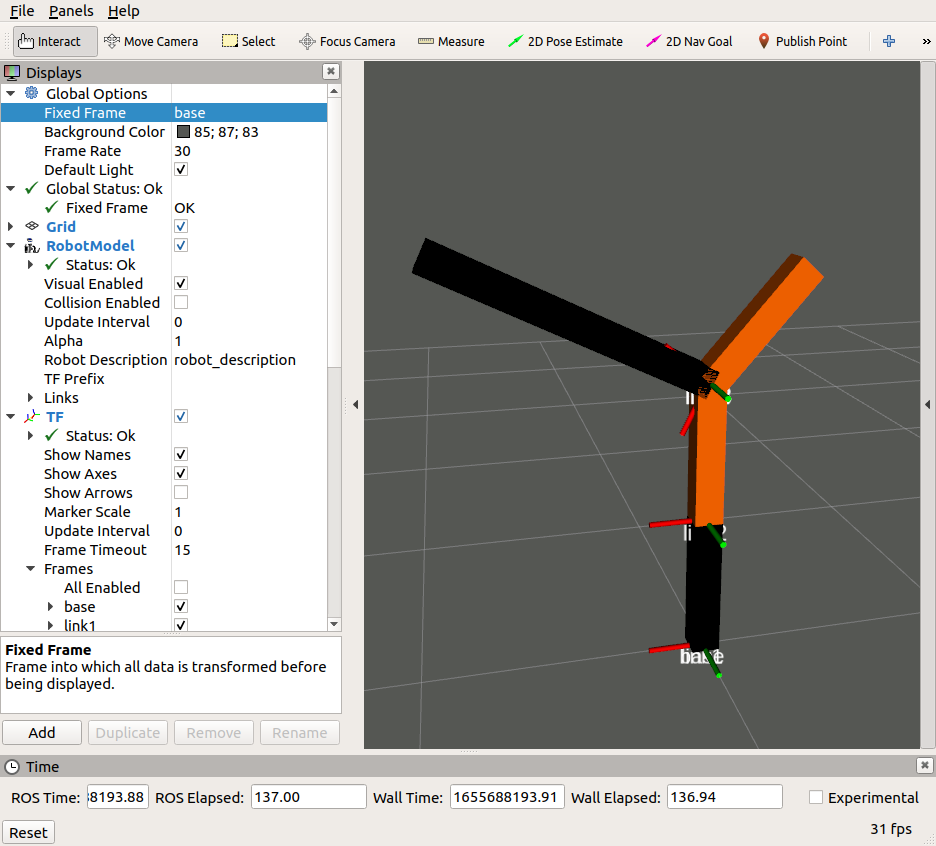 File Panels Help
Interact Move Camera Select Focus Camera Measure 2D Pose Estimate 2D Nav Goal Publish Point »
Displays
Global Options
Fixed Frame base
Background Color 85; 87; 83
Frame Rate 30
Default Light
Global Status: Ok
Fixed Frame OK
Grid
RobotModel
Status: Ok
Visual Enabled
Collision Enabled
Update Interval 0
Alpha 1
Robot Description robot_description
TF Prefix
Links
TF
Status: Ok
Show Names
Show Axes
Show Arrows
Marker Scale 1
Update Interval 0
Frame Timeout 15
Frames
All Enabled
base
link1
Fixed Frame
Frame into which all data is transformed before
being displayed.
Add Duplicate Remove Rename
Time
ROS Time: 8193.88 ROS Elapsed: 137.00 Wall Time: 1655688193.91 Wall Elapsed: 136.94 Experimental
Reset 31 fps